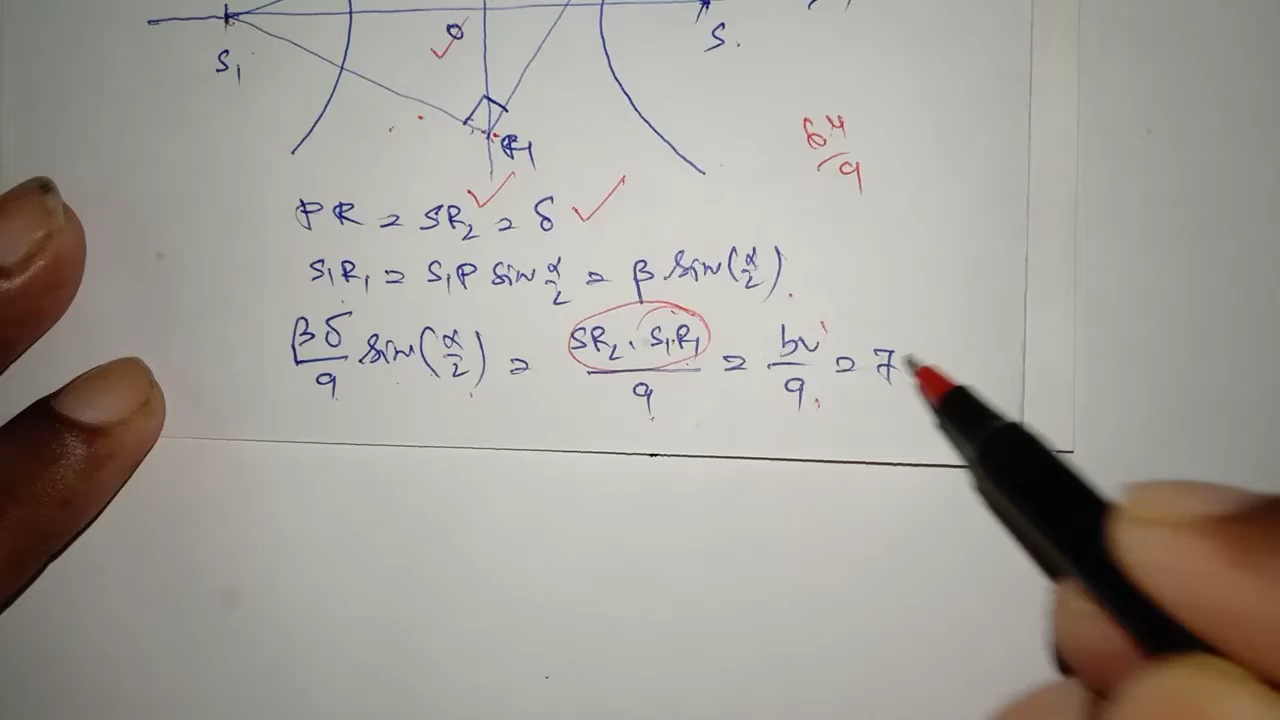 S₁ S.
R₁
64/9
PR = SR₂ = δ
S₁R₁ = S₁P sin α/2 = β sin(α/2).
βδ/9 sin(α/2) = SR₂ . S₁R₁/9 = 64/9 = 7